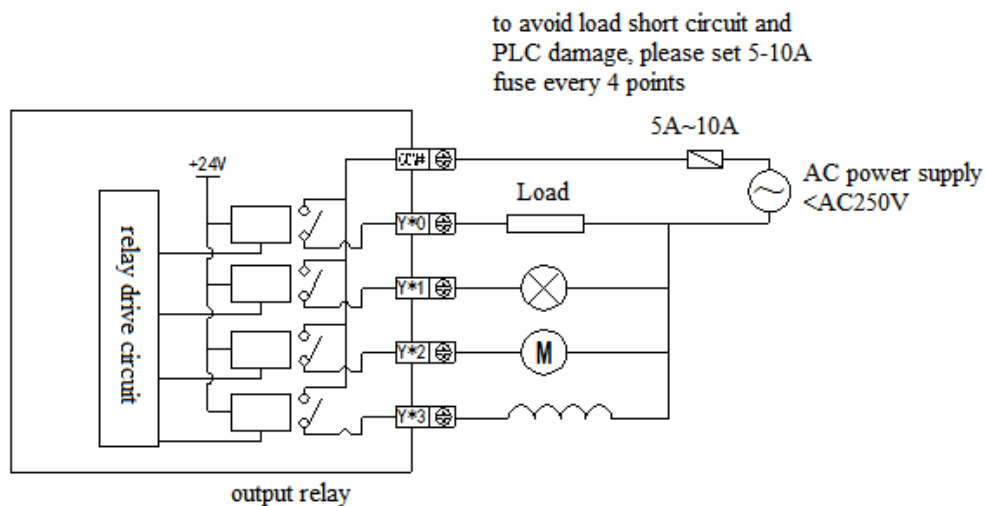 to avoid load short circuit and
PLC damage, please set 5-10A
fuse every 4 points
5A~10A
AC power supply
<AC250V
+24V
Load
Y*0
Y*1
Y*2
M
Y*3
relay drive circuit
output relay